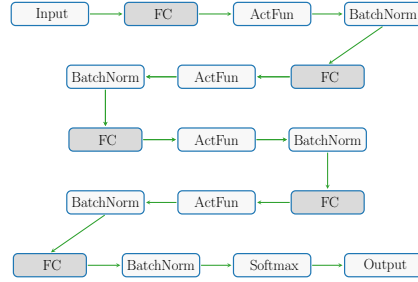 Input FC ActFun BatchNorm
BatchNorm ActFun FC
FC ActFun BatchNorm
BatchNorm ActFun FC
FC BatchNorm Softmax Output